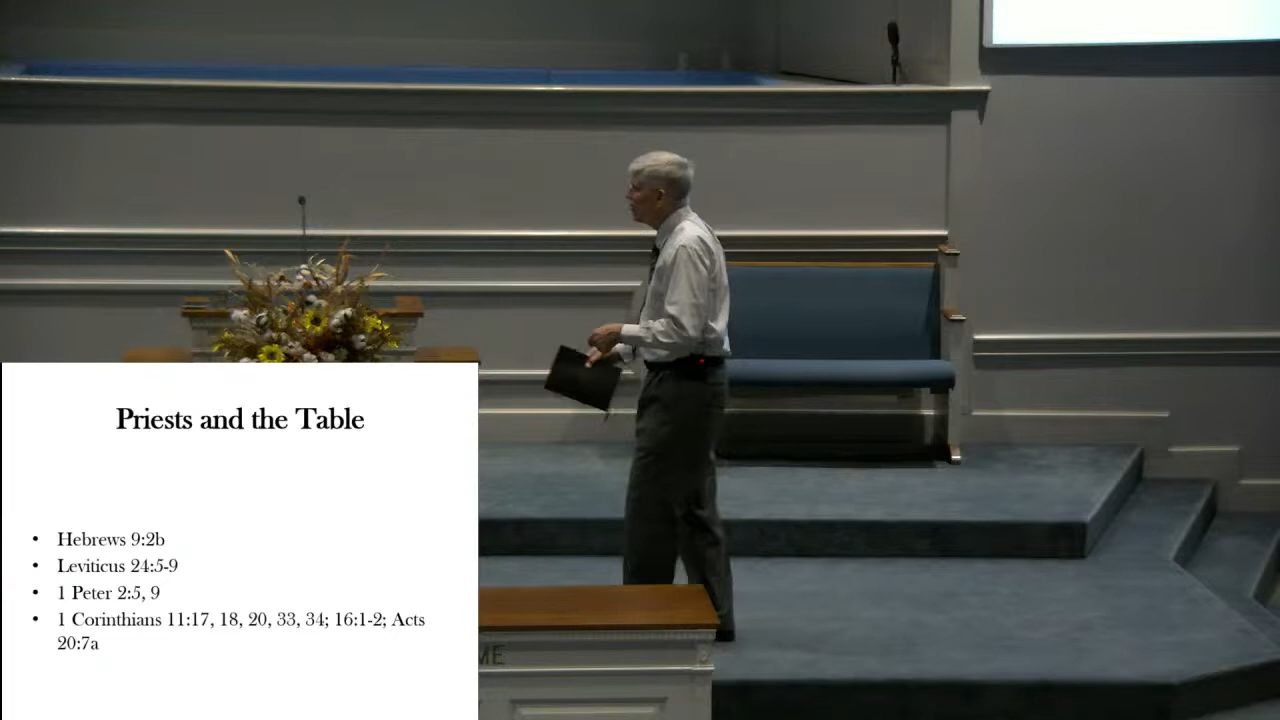 Priests and the Table
• Hebrews 9:2b
• Leviticus 24:5-9
• 1 Peter 2:5, 9
• 1 Corinthians 11:17, 18, 20, 33, 34; 16:1-2; Acts
20:7a
ME